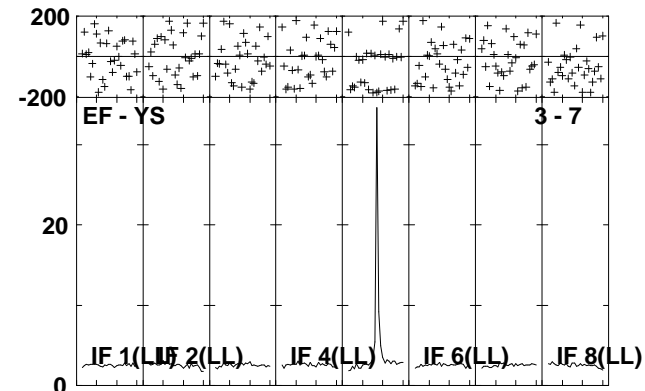 200
-200
EF - YS 3 - 7
20
IF 1(LL) IF 2(LL) IF 4(LL) IF 6(LL) IF 8(LL)
0